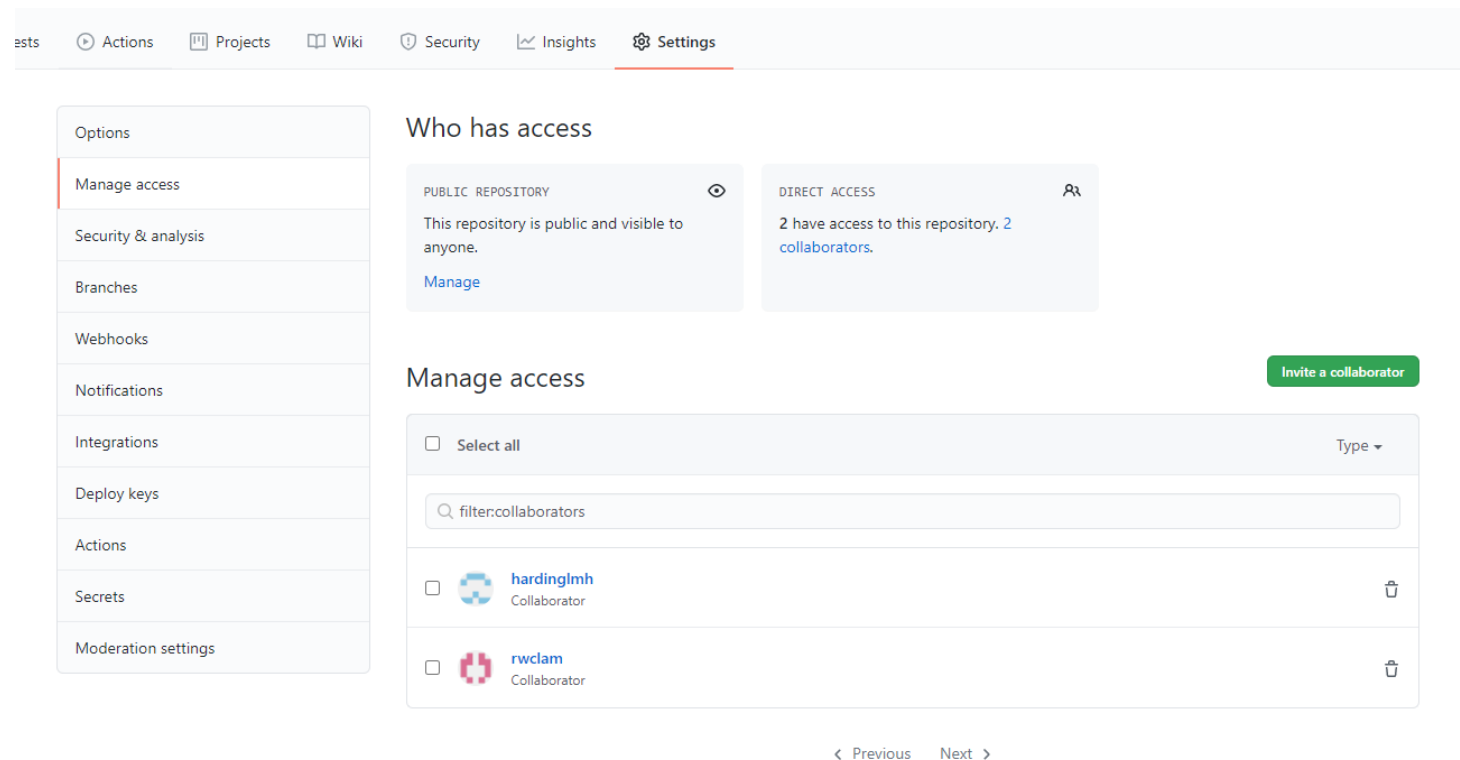 ests Actions Projects Wiki Security Insights Settings
Options
Manage access
Security & analysis
Branches
Webhooks
Notifications
Integrations
Deploy keys
Actions
Secrets
Moderation settings
Who has access
PUBLIC REPOSITORY
This repository is public and visible to
anyone.
Manage
DIRECT ACCESS
2 have access to this repository. 2
collaborators.
Manage access
Invite a collaborator
Select all
Type
filter:collaborators
hardinglmh
Collaborator
rwclam
Collaborator
Previous Next